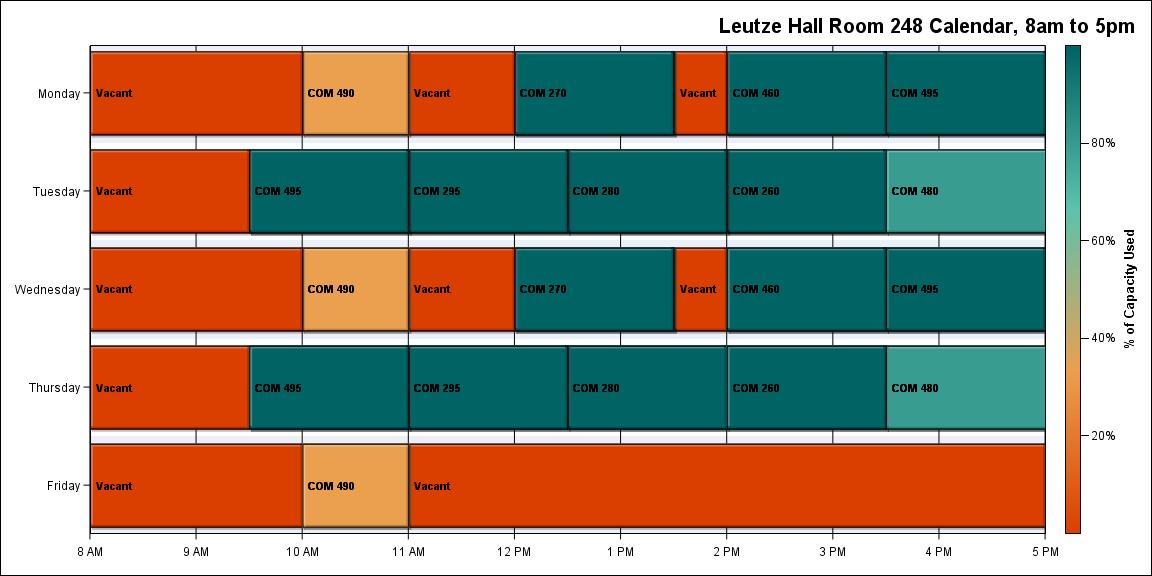 Leutze Hall Room 248 Calendar, 8am to 5pm
Monday
Vacant
COM 490
Vacant
COM 270
Vacant
COM 460
COM 495
Tuesday
Vacant
COM 495
COM 295
COM 280
COM 260
COM 480
Wednesday
Vacant
COM 490
Vacant
COM 270
Vacant
COM 460
COM 495
Thursday
Vacant
COM 495
COM 295
COM 280
COM 260
COM 480
Friday
Vacant
COM 490
Vacant
8 AM
9 AM
10 AM
11 AM
12 PM
1 PM
2 PM
3 PM
4 PM
5 PM
80%
60%
40%
20%
% of Capacity Used